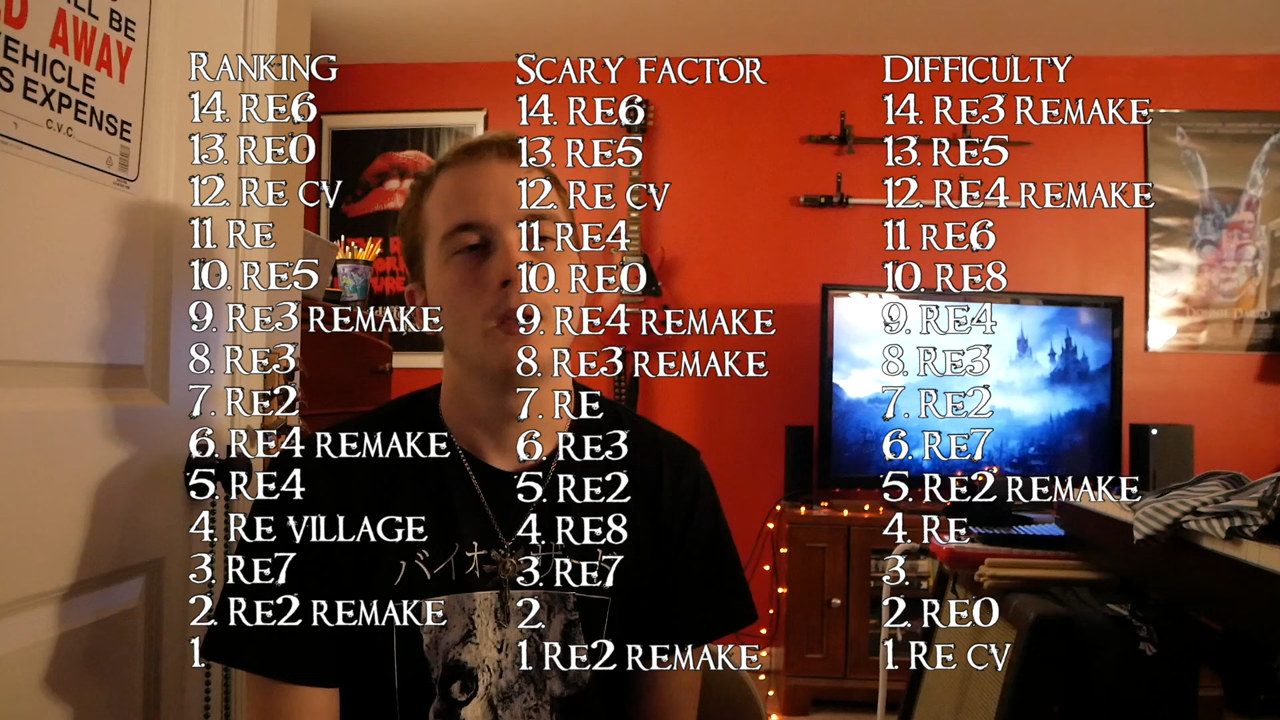 ILL BE
D AWAY
VEHICLE
S EXPENSE
C.V.C.
RANKING
14. RE6
13. RE0
12. RE CV
11. RE
10. RE5
9. RE3 REMAKE
8. RE3
7. RE2
6. RE4 REMAKE
5. RE4
4. RE VILLAGE
3. RE7
2. RE2 REMAKE
1.
SCARY FACTOR
14. RE6
13. RE5
12. RE CV
11. RE4
10. RE0
9. RE4 REMAKE
8. RE3 REMAKE
7. RE
6. RE3
5. RE2
4. RE8
3. RE7
2.
1. RE2 REMAKE
DIFFICULTY
14. RE3 REMAKE
13. RE5
12. RE4 REMAKE
11. RE6
10. RE8
9. RE4
8. RE3
7. RE2
6. RE7
5. RE2 REMAKE
4. RE
3.
2. RE0
1. RE CV
DONNIE DARKO
バイオ